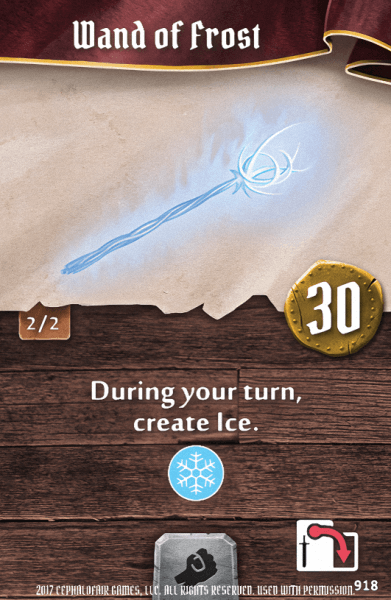 Wand of Frost
2/2
30
During your turn,
create Ice.
2017 CEPHALOFAIR GAMES, LLC. ALL RIGHTS RESERVED. USED WITH PERMISSION
918